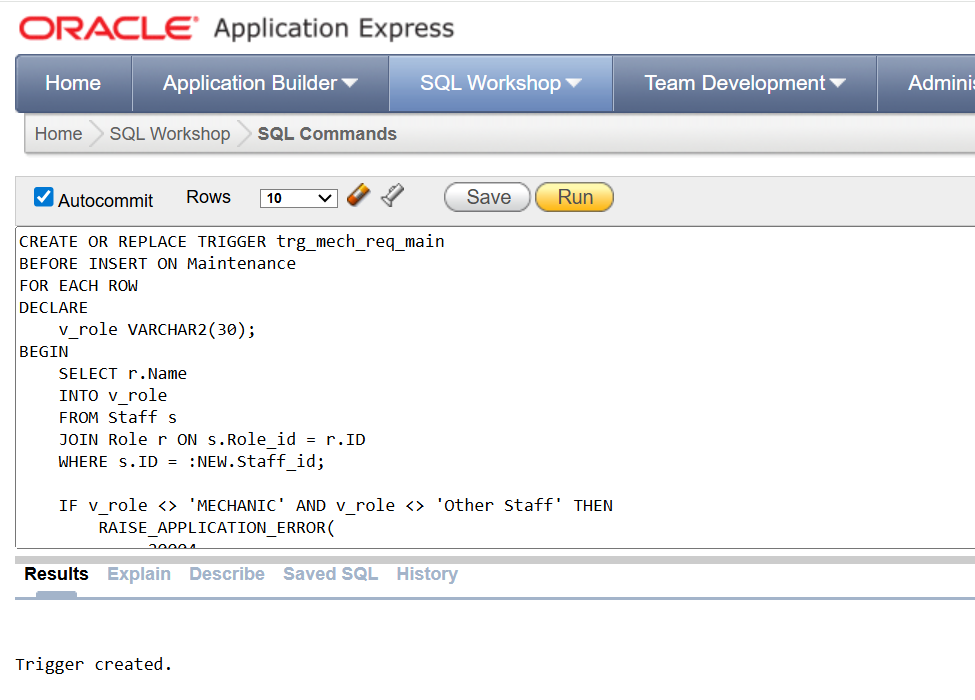 ORACLE® Application Express
Home Application Builder SQL Workshop Team Development Adminis
Home SQL Workshop SQL Commands
Autocommit Rows 10 Save Run
CREATE OR REPLACE TRIGGER trg_mech_req_main
BEFORE INSERT ON Maintenance
FOR EACH ROW
DECLARE
    v_role VARCHAR2(30);
BEGIN
    SELECT r.Name
    INTO v_role
    FROM Staff s
    JOIN Role r ON s.Role_id = r.ID
    WHERE s.ID = :NEW.Staff_id;
    IF v_role <> 'MECHANIC' AND v_role <> 'Other Staff' THEN
        RAISE_APPLICATION_ERROR(
Results Explain Describe Saved SQL History
Trigger created.